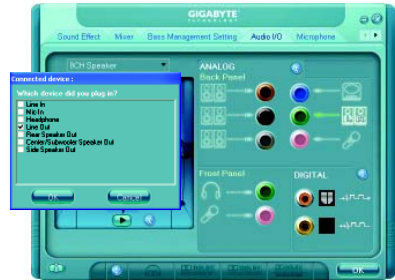 GIGABYTE
TECHNOLOGY
Sound Effect Mixer Bass Management Setting Audio I/O Microphone
8CH Speaker
ANALOG
Back Panel
Connected device :
Which device did you plug in?
Line In
Mic In
Headphone
Line Out
Rear Speaker Out
Center/Subwoofer Speaker Out
Side Speaker Out
OK Cancel
Front Panel
DIGITAL
OK